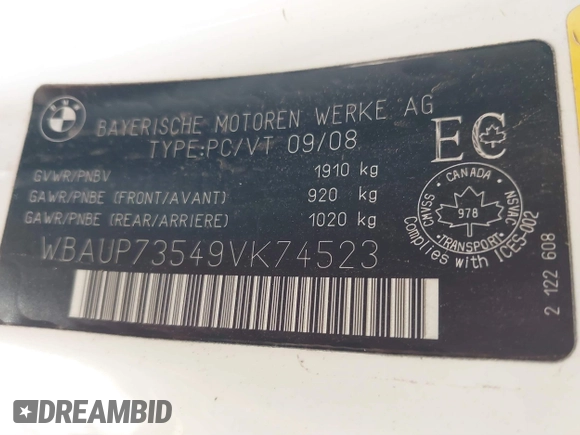 BMW
BAYERISCHE MOTOREN WERKE AG
TYPE:PC/VT 09/08
EC
GVWR/PNBV 1910 kg
GAWR/PNBE (FRONT/AVANT) 920 kg
GAWR/PNBE (REAR/ARRIERE) 1020 kg
WBAUP73549VK74523
CANADA
CMVSS
978
NSVAC
TRANSPORT
Complies with / ICES-002
2 122 608
DREAMBID